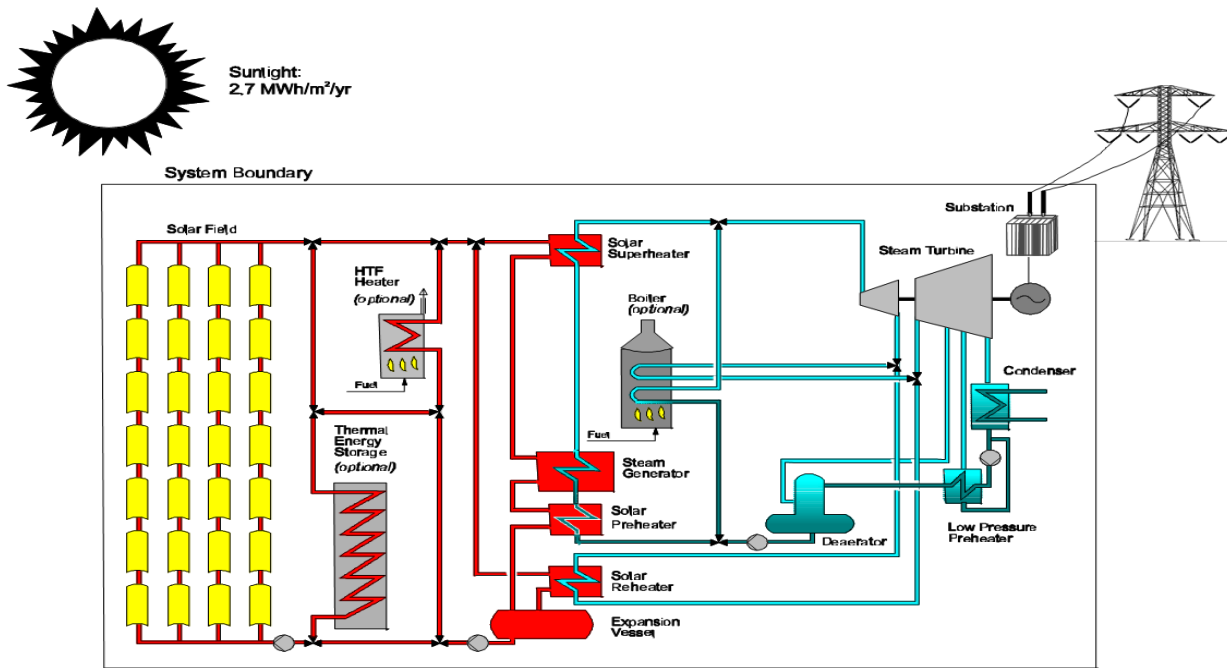 Sunlight:
2,7 MWh/m²/yr
System Boundary
Substation
Solar Field
Solar
Superheater
Steam Turbine
HTF
Heater
(optional)
Boiler
(optional)
Fuel
Condenser
Fuel
Thermal
Energy
Storage
(optional)
Steam
Generator
Solar
Preheater
Low Pressure
Preheater
Deaerator
Solar
Reheater
Expansion
Vessel